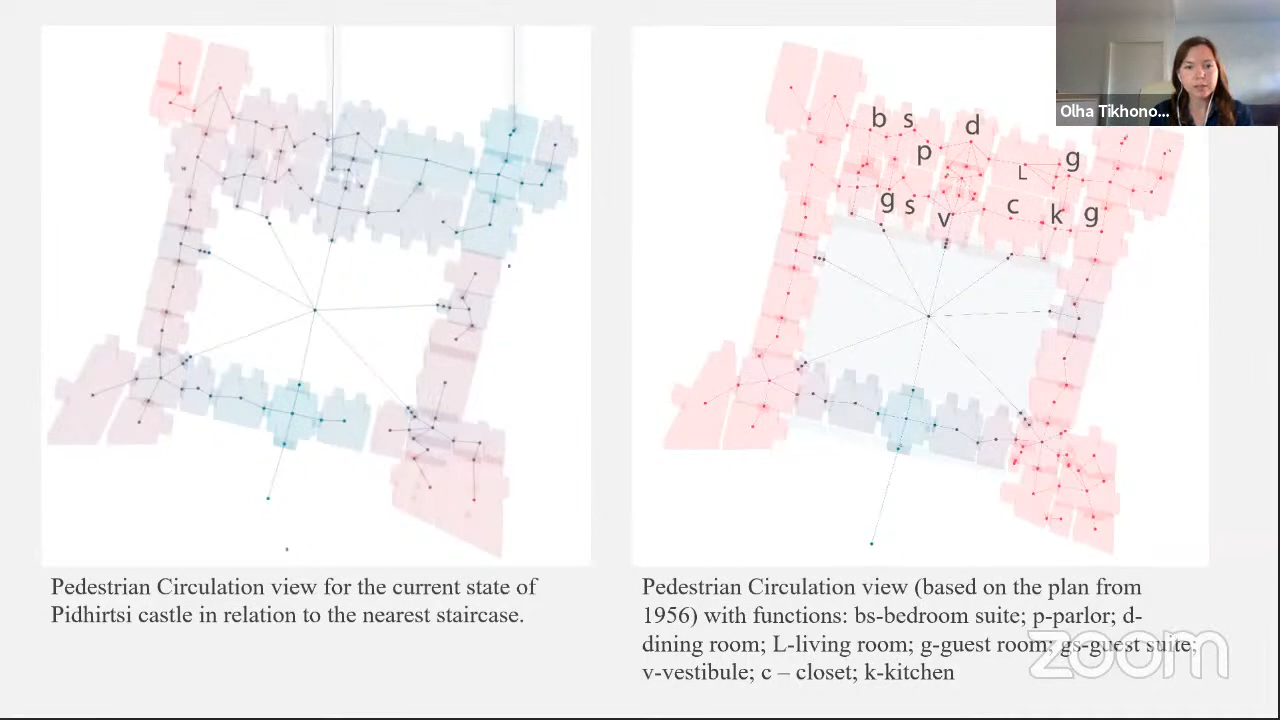 Olha Tikhono...
b s
d
p
g
L
g s
v
c
k
g
Pedestrian Circulation view for the current state of
Pidhirtsi castle in relation to the nearest staircase.
Pedestrian Circulation view (based on the plan from
1956) with functions: bs-bedroom suite; p-parlor; d-
dining room; L-living room; g-guest room; gs-guest suite;
v-vestibule; c – closet; k-kitchen
zoom